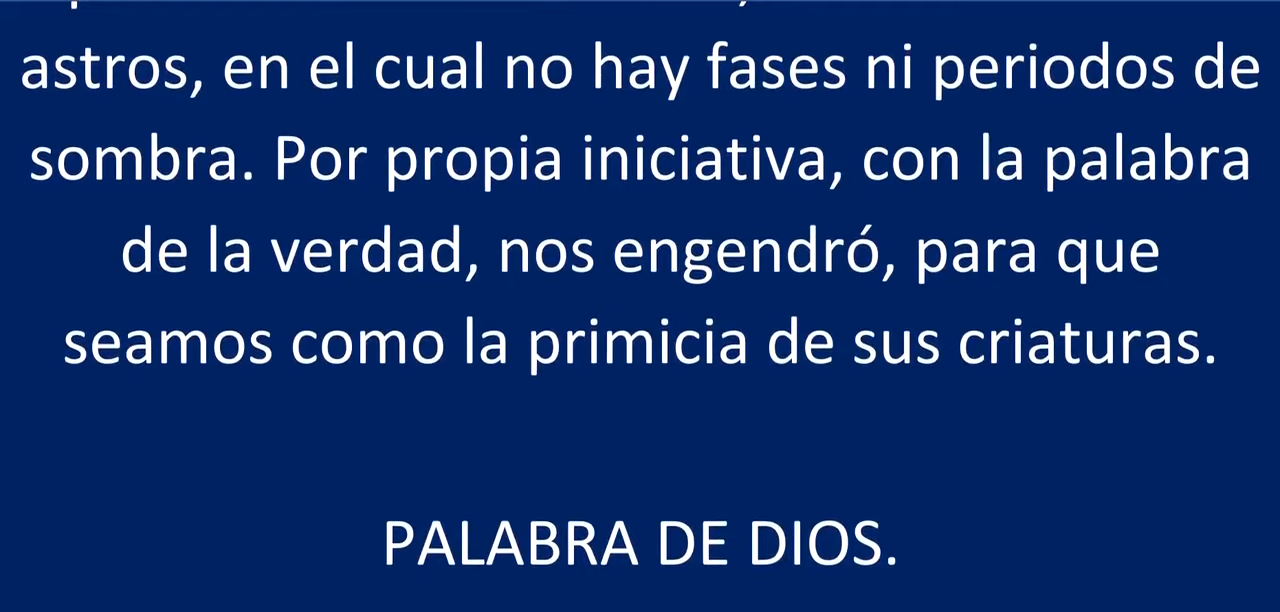 astros, en el cual no hay fases ni periodos de
sombra. Por propia iniciativa, con la palabra
de la verdad, nos engendró, para que
seamos como la primicia de sus criaturas.
PALABRA DE DIOS.